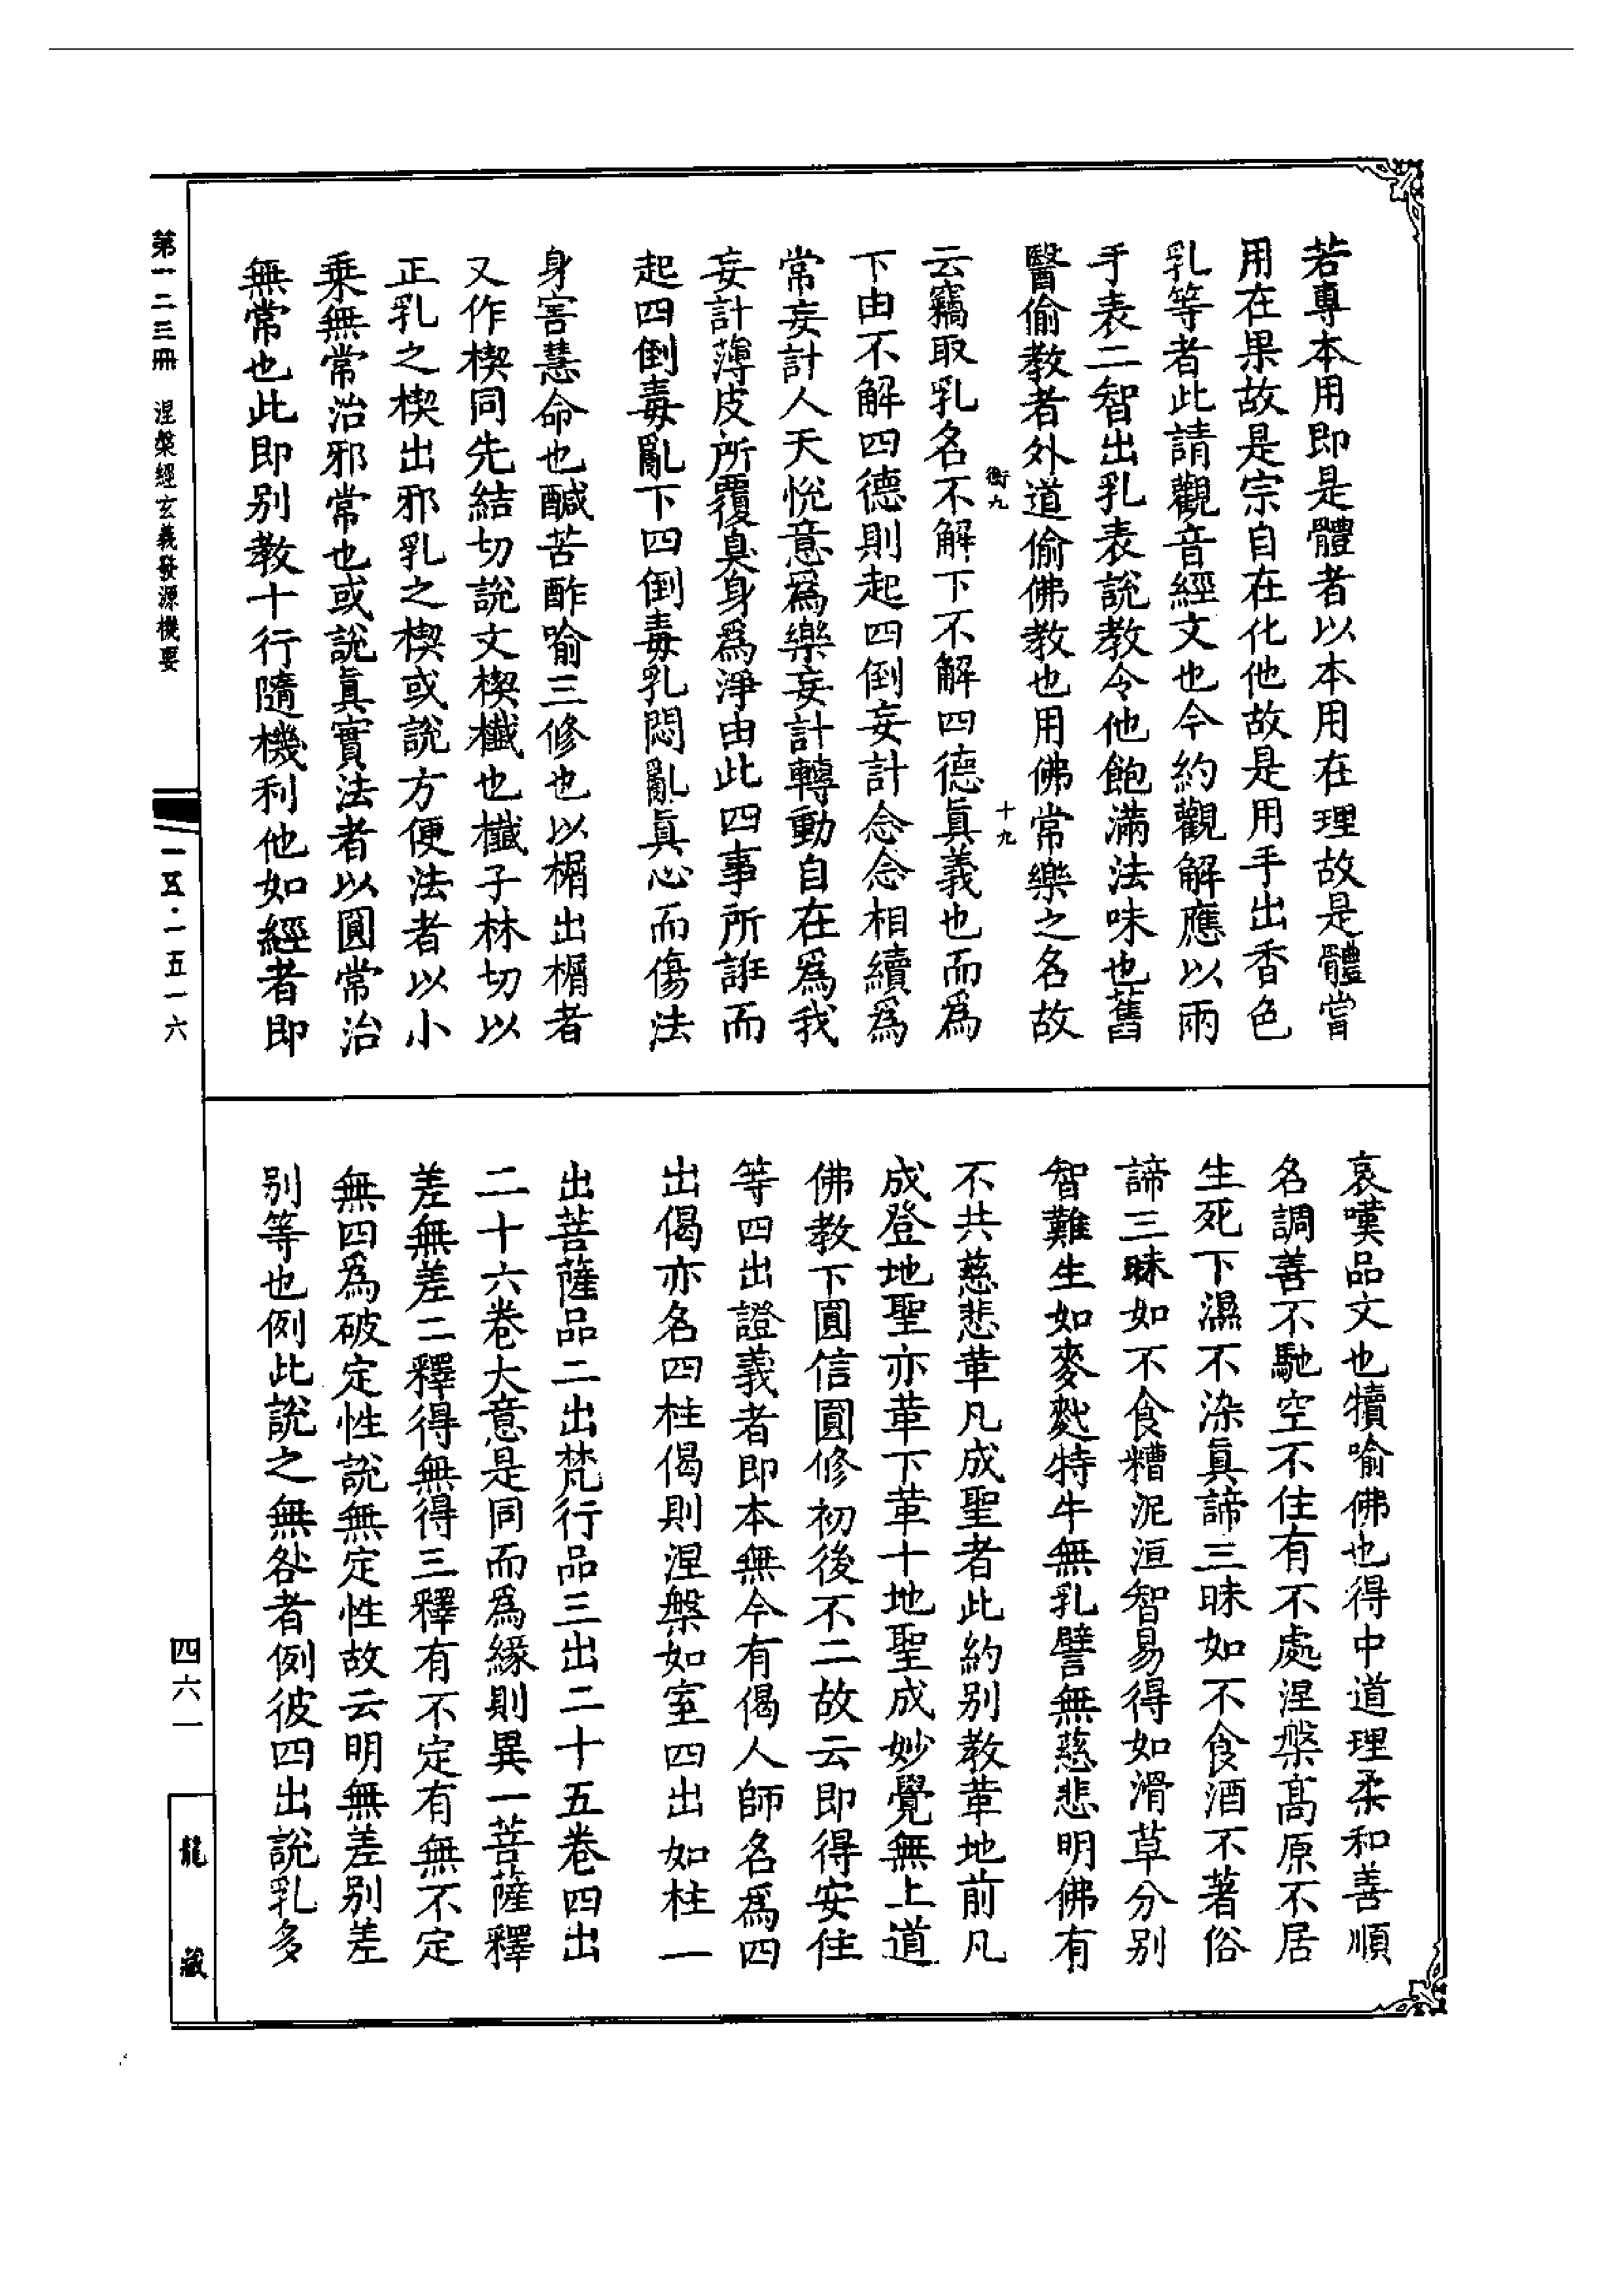 若專本用即是體者以本用在理故是體當
用在果故是宗自在化他故是用手出香色
乳等者此請觀音經文也今約觀解應以兩
手表二智出乳表說教令他飽滿法味也舊
醫偷教者外道偷佛教也用佛常樂之名故
衡九
十九
云竊取乳名不解下不解四德眞義也而爲
下由不解四德則起四倒妄計念念相續爲
常妄計人天悅意爲樂妄計轉動自在爲我
妄計薄皮所覆臭身爲淨由此四事所誑而
起四倒毒亂下四倒毒乳悶亂眞心而傷法
身害慧命也醎苦酢喻三修也以楔出楔者
又作楔同先結切說文楔櫼也櫼子林切以
正乳之楔出邪乳之楔或說方便法者以小
乘無常治邪常也或說眞實法者以圓常治
無常也此即别教十行隨機利他如經者即
哀嘆品文也犢喻佛也得中道理柔和善順
名調善不馳空不住有不處涅槃高原不居
生死下濕不染眞諦三昧如不食酒不著俗
諦三昧如不食糟泥洹智易得如滑草分別
智難生如麥䴬特牛無乳譬無慈悲明佛有
不共慈悲革凡成聖者此約别教革地前凡
成登地聖亦革下革十地聖成妙覺無上道
佛教下圓信圓修初後不二故云即得安住
等四出證義者即本無今有偈人師名爲四
出偈亦名四柱偈則涅槃如室四出如柱一
出菩薩品二出梵行品三出二十五卷四出
二十六卷大意是同而爲緣則異一菩薩釋
差無差二釋得無得三釋有不定有無不定
無四爲破定性說無定性故云明無差别差
别等也例此說之無咎者例彼四出說乳多
第一二三冊　涅槃經玄義發源機要
一五·一五一六
四六一
龍藏